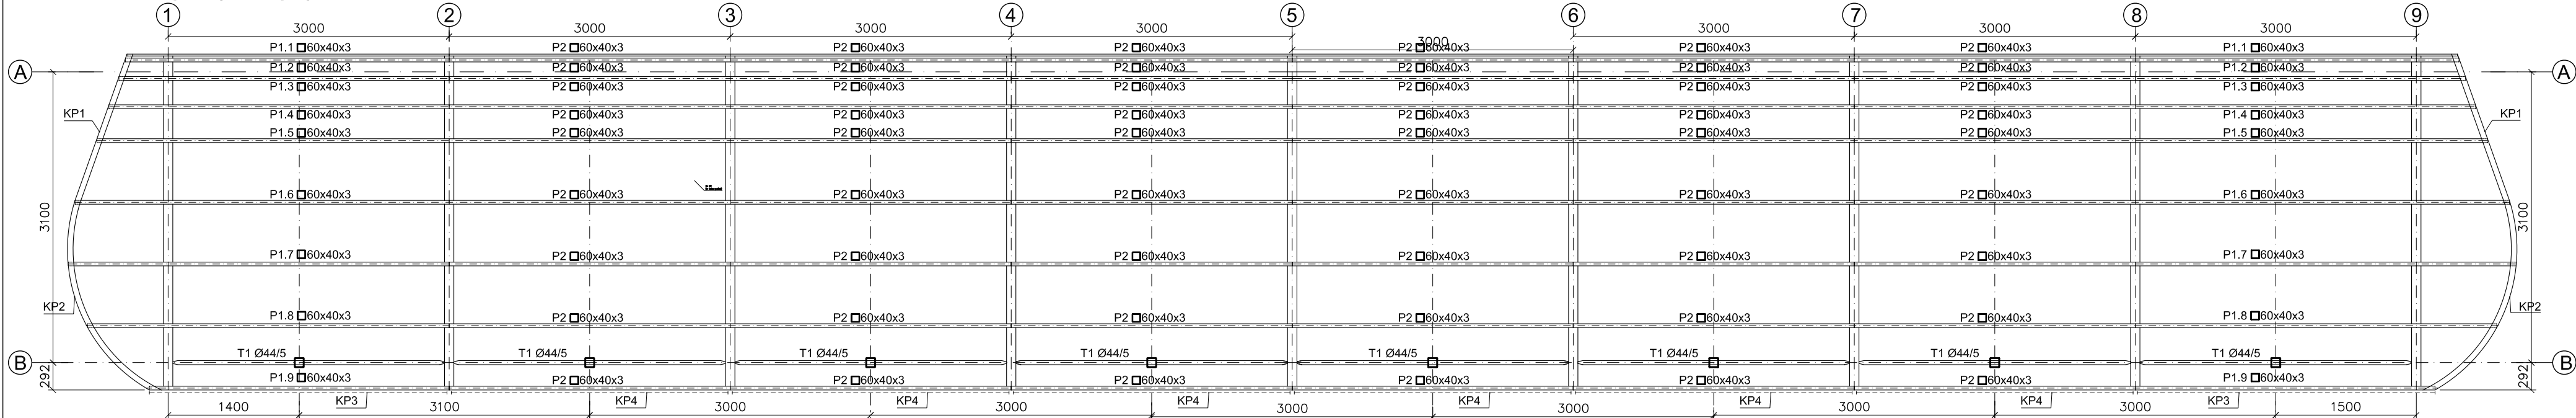 1 2 3 4 5 6 7 8 9
3000 3000 3000 3000 3000 3000 3000 3000
P1.1 □60x40x3 P2 □60x40x3 P2 □60x40x3 P2 □60x40x3 P2 □60x40x3 P2 □60x40x3 P2 □60x40x3 P1.1 □60x40x3
A P1.2 □60x40x3 P2 □60x40x3 P2 □60x40x3 P2 □60x40x3 P2 □60x40x3 P2 □60x40x3 P2 □60x40x3 P1.2 □60x40x3 A
P1.3 □60x40x3 P2 □60x40x3 P2 □60x40x3 P2 □60x40x3 P2 □60x40x3 P2 □60x40x3 P2 □60x40x3 P1.3 □60x40x3
KP1 P1.4 □60x40x3 P2 □60x40x3 P2 □60x40x3 P2 □60x40x3 P2 □60x40x3 P2 □60x40x3 P2 □60x40x3 P1.4 □60x40x3 KP1
P1.5 □60x40x3 P2 □60x40x3 P2 □60x40x3 P2 □60x40x3 P2 □60x40x3 P2 □60x40x3 P2 □60x40x3 P1.5 □60x40x3
P1.6 □60x40x3 P2 □60x40x3 P2 □60x40x3 P2 □60x40x3 P2 □60x40x3 P2 □60x40x3 P2 □60x40x3 P1.6 □60x40x3
3100 3100
P1.7 □60x40x3 P2 □60x40x3 P2 □60x40x3 P2 □60x40x3 P2 □60x40x3 P2 □60x40x3 P2 □60x40x3 P1.7 □60x40x3
KP2 KP2
P1.8 □60x40x3 P2 □60x40x3 P2 □60x40x3 P2 □60x40x3 P2 □60x40x3 P2 □60x40x3 P2 □60x40x3 P1.8 □60x40x3
B T1 Ø44/5 T1 Ø44/5 T1 Ø44/5 T1 Ø44/5 T1 Ø44/5 T1 Ø44/5 T1 Ø44/5 T1 Ø44/5 B
292 P1.9 □60x40x3 P2 □60x40x3 P2 □60x40x3 P2 □60x40x3 P2 □60x40x3 P2 □60x40x3 P2 □60x40x3 P1.9 □60x40x3 292
KP3 KP4 KP4 KP4 KP4 KP4 KP4 KP3
1400 3100 3000 3000 3000 3000 3000 3000 1500